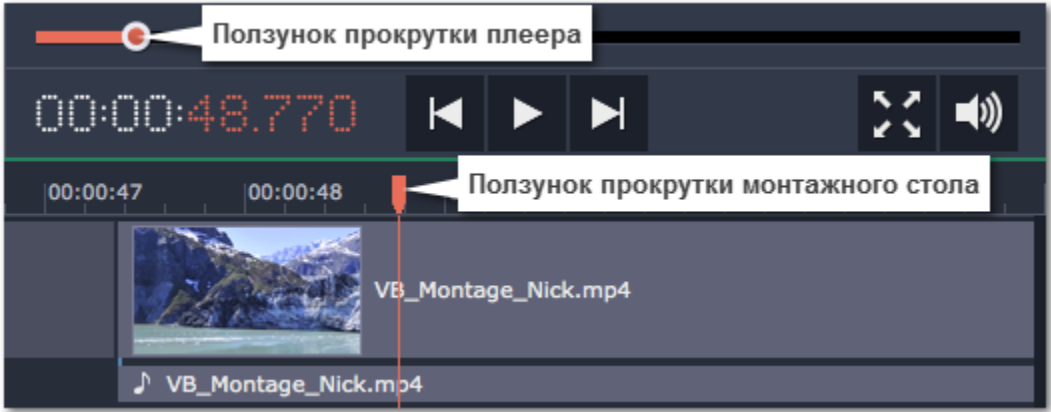 Ползунок прокрутки плеера
00:00:48.770
00:00:47 00:00:48 Ползунок прокрутки монтажного стола
VB_Montage_Nick.mp4
VB_Montage_Nick.mp4